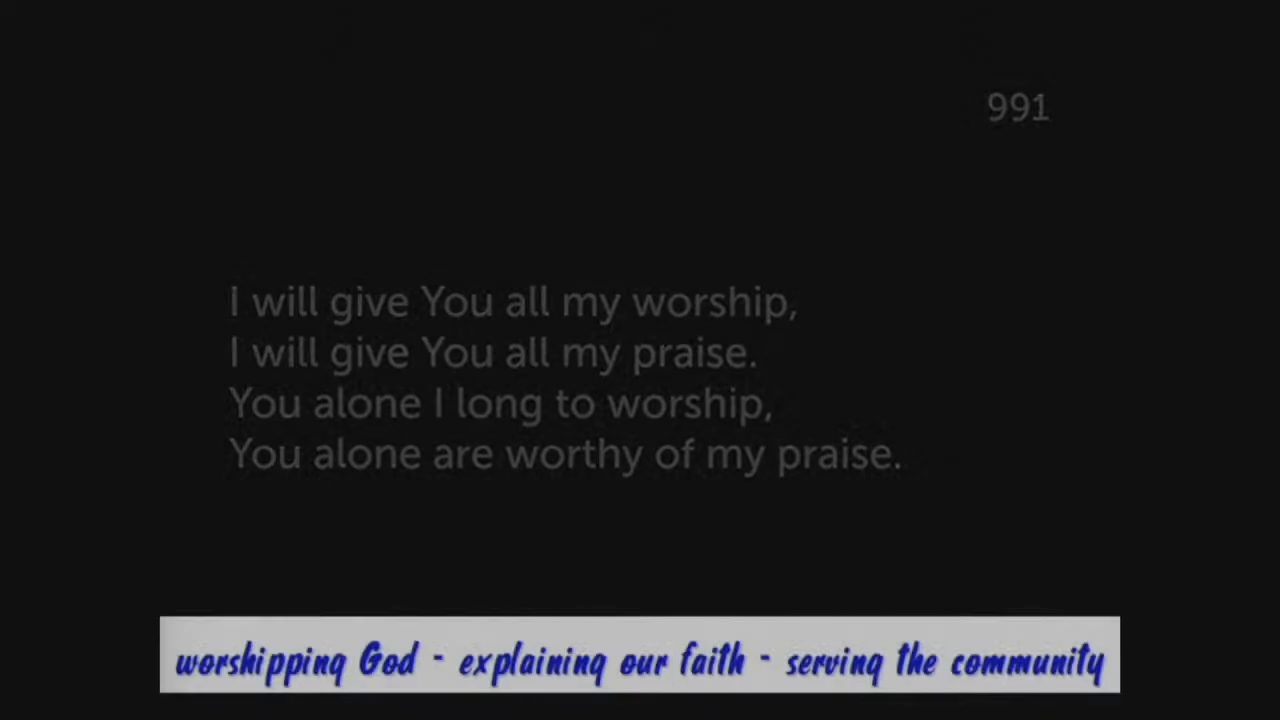 991
I will give You all my worship,
I will give You all my praise.
You alone I long to worship,
You alone are worthy of my praise.
worshipping God - explaining our faith - serving the community